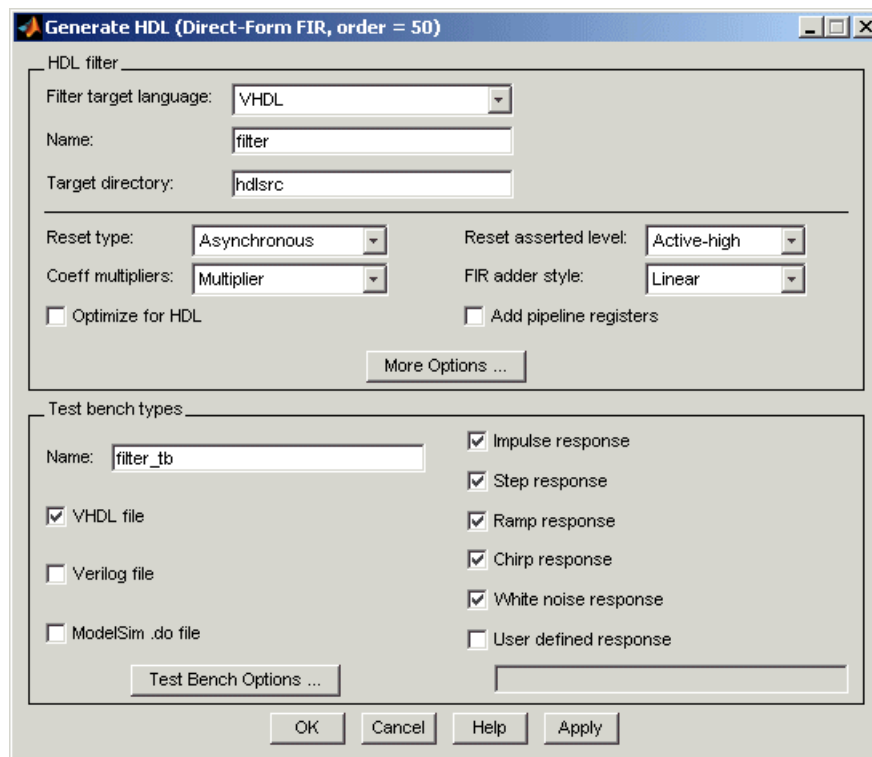 Generate HDL (Direct-Form FIR, order = 50)
HDL filter
Filter target language: VHDL
Name: filter
Target directory: hdlsrc
Reset type: Asynchronous Reset asserted level: Active-high
Coeff multipliers: Multiplier FIR adder style: Linear
Optimize for HDL Add pipeline registers
More Options ...
Test bench types
Name: filter_tb
Impulse response
Step response
VHDL file
Ramp response
Chirp response
Verilog file
White noise response
ModelSim .do file
User defined response
Test Bench Options ...
OK Cancel Help Apply